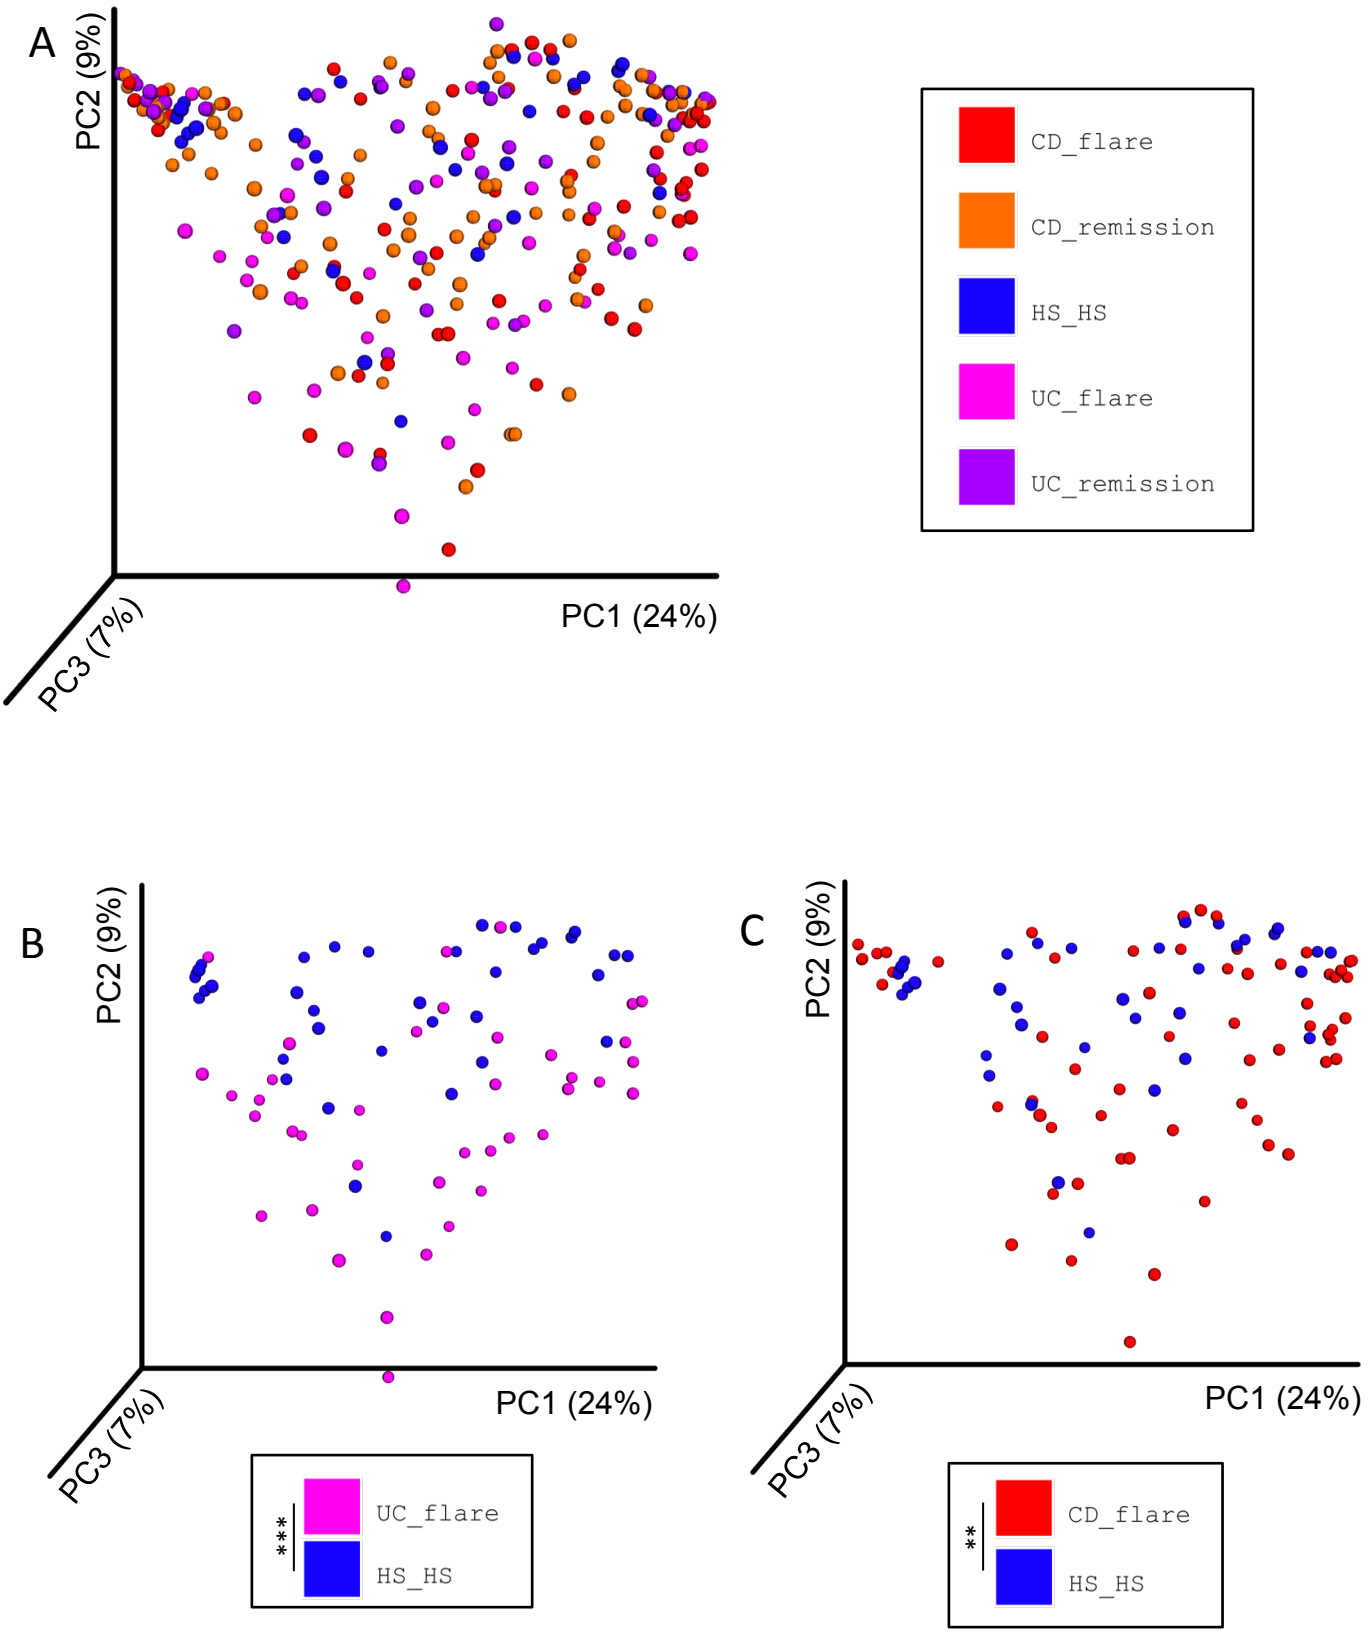 A
PC2 (9%)
PC1 (24%)
PC3 (7%)
CD_flare
CD_remission
HS_HS
UC_flare
UC_remission
B
PC2 (9%)
PC1 (24%)
PC3 (7%)
***
UC_flare
HS_HS
C
PC2 (9%)
PC1 (24%)
PC3 (7%)
**
CD_flare
HS_HS